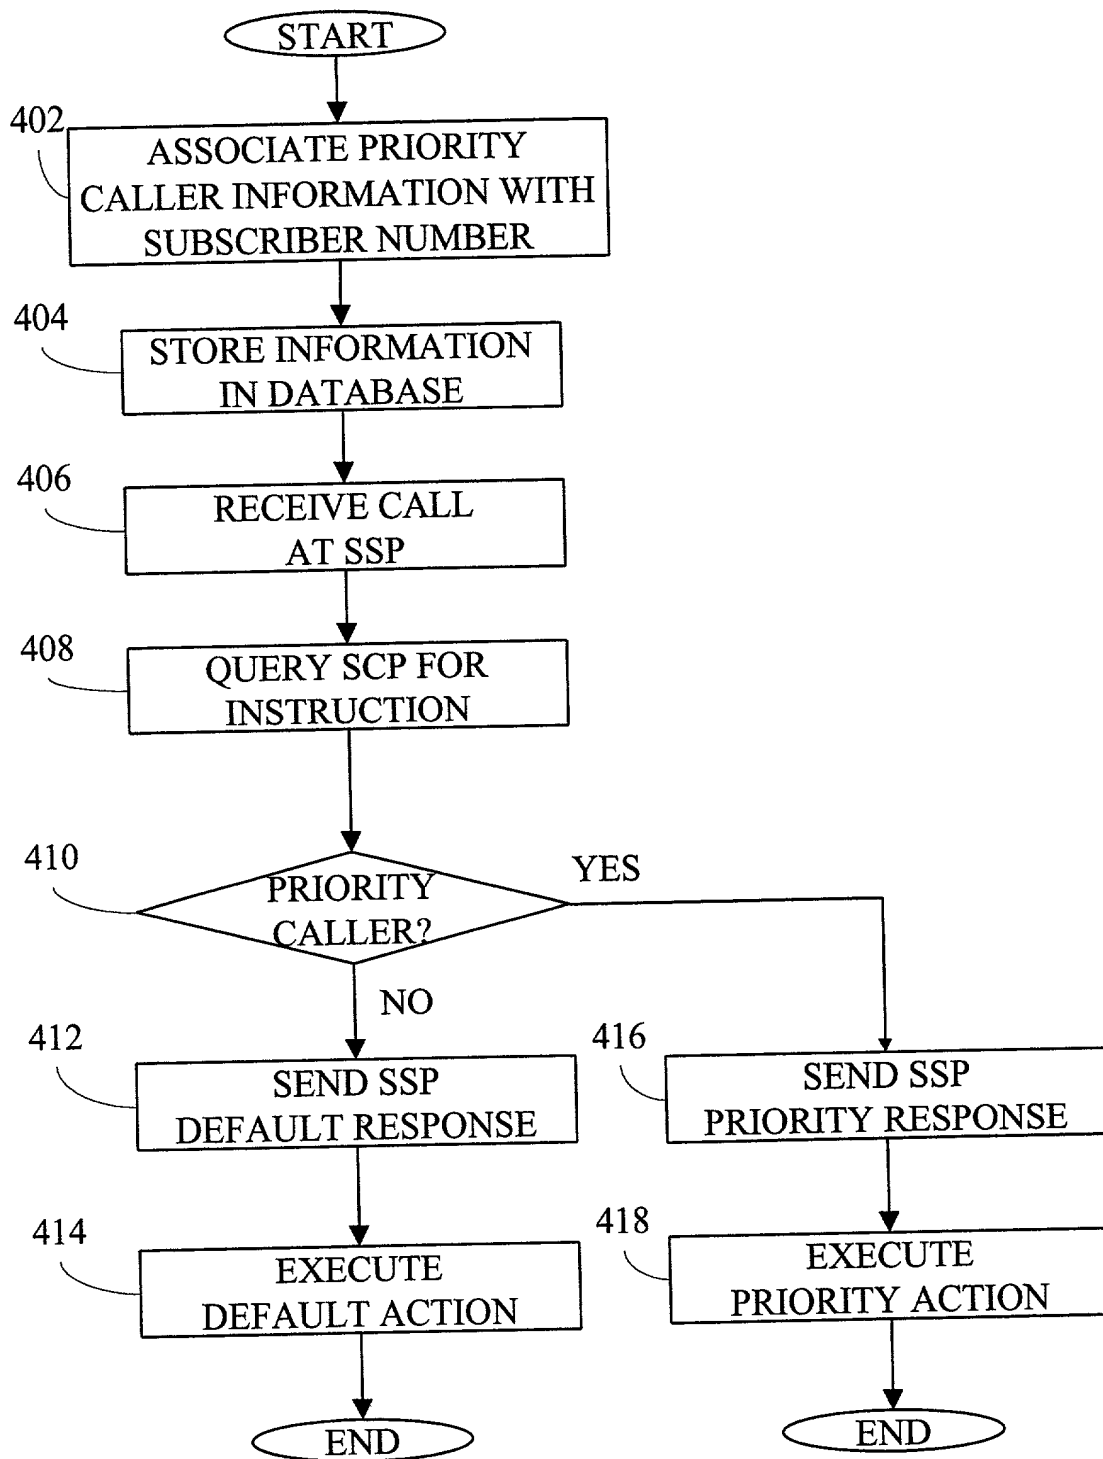 START
402
ASSOCIATE PRIORITY
CALLER INFORMATION WITH
SUBSCRIBER NUMBER
404
STORE INFORMATION
IN DATABASE
406
RECEIVE CALL
AT SSP
408
QUERY SCP FOR
INSTRUCTION
410
PRIORITY
CALLER?
YES
NO
412
SEND SSP
DEFAULT RESPONSE
416
SEND SSP
PRIORITY RESPONSE
414
EXECUTE
DEFAULT ACTION
418
EXECUTE
PRIORITY ACTION
END
END